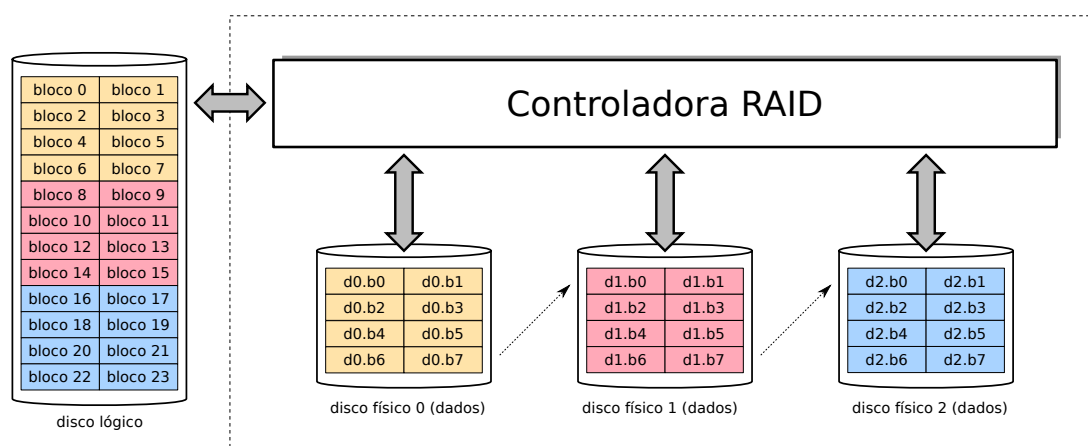 Controladora RAID
bloco 0 bloco 1
bloco 2 bloco 3
bloco 4 bloco 5
bloco 6 bloco 7
bloco 8 bloco 9
bloco 10 bloco 11
bloco 12 bloco 13
bloco 14 bloco 15
bloco 16 bloco 17
bloco 18 bloco 19
bloco 20 bloco 21
bloco 22 bloco 23
disco lógico
d0.b0 d0.b1
d0.b2 d0.b3
d0.b4 d0.b5
d0.b6 d0.b7
disco físico 0 (dados)
d1.b0 d1.b1
d1.b2 d1.b3
d1.b4 d1.b5
d1.b6 d1.b7
disco físico 1 (dados)
d2.b0 d2.b1
d2.b2 d2.b3
d2.b4 d2.b5
d2.b6 d2.b7
disco físico 2 (dados)